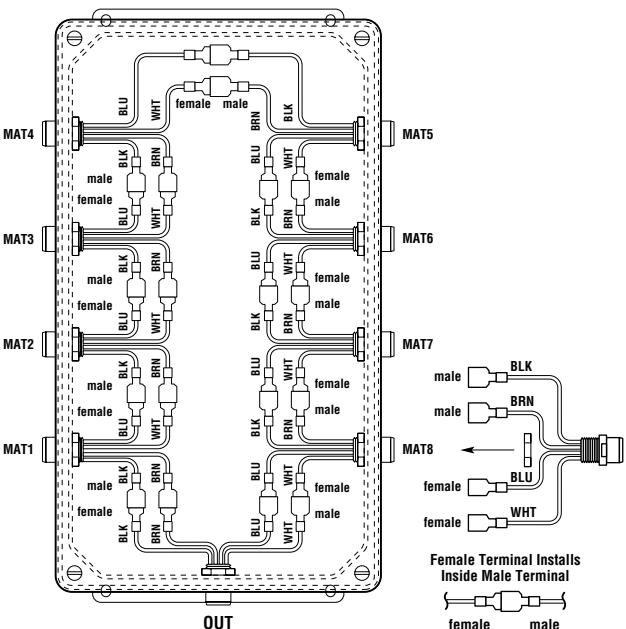 BLU
WHT
female male
BRN
BLK
MAT4
MAT5
BLK
BRN
BLU
WHT
male
female
female
male
BLU
WHT
BLK
BRN
MAT3
MAT6
BLK
BRN
BLU
WHT
male
female
female
male
BLU
WHT
BLK
BRN
MAT2
MAT7
BLK
BRN
BLU
WHT
male
female
female
male
BLU
WHT
BLK
BRN
MAT1
MAT8
BLK
BRN
BLU
WHT
male
female
female
male
BLK
BRN
BLU
WHT
OUT
male
BLK
male
BRN
female
BLU
female
WHT
Female Terminal Installs
Inside Male Terminal
female male